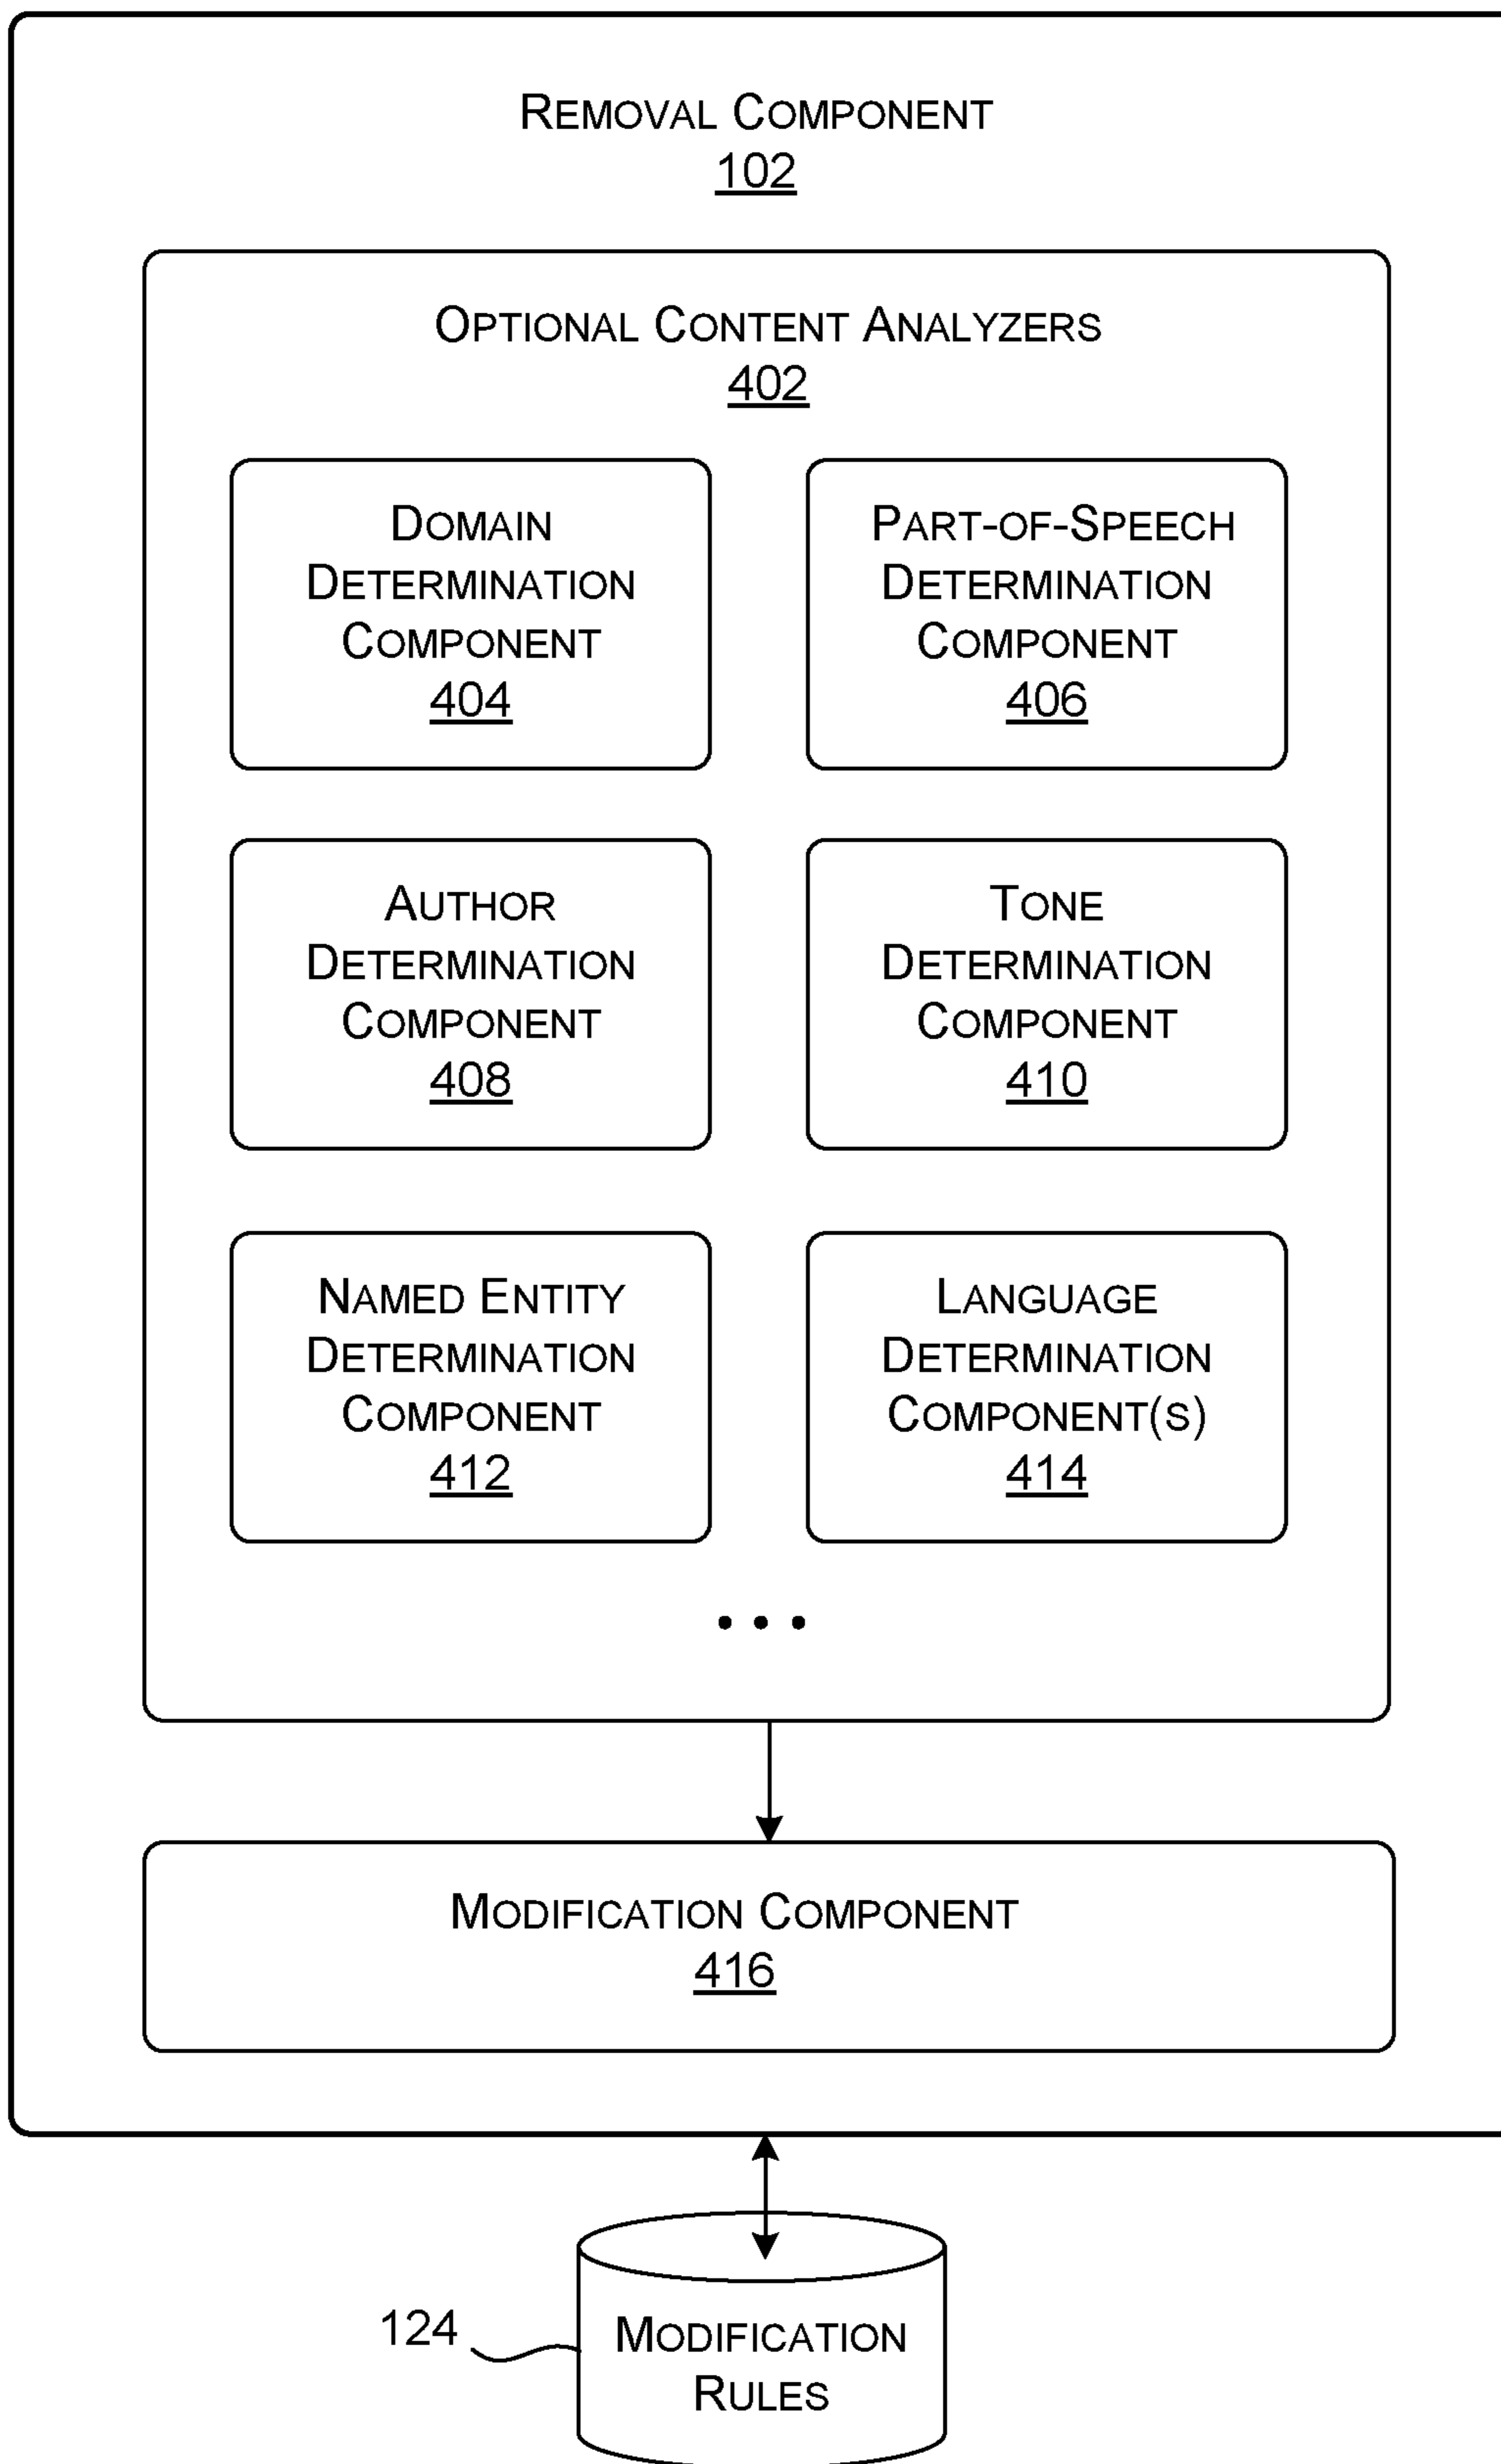 REMOVAL COMPONENT
102
OPTIONAL CONTENT ANALYZERS
402
DOMAIN
DETERMINATION
COMPONENT
404
PART-OF-SPEECH
DETERMINATION
COMPONENT
406
AUTHOR
DETERMINATION
COMPONENT
408
TONE
DETERMINATION
COMPONENT
410
NAMED ENTITY
DETERMINATION
COMPONENT
412
LANGUAGE
DETERMINATION
COMPONENT(S)
414
• • •
MODIFICATION COMPONENT
416
124
MODIFICATION
RULES